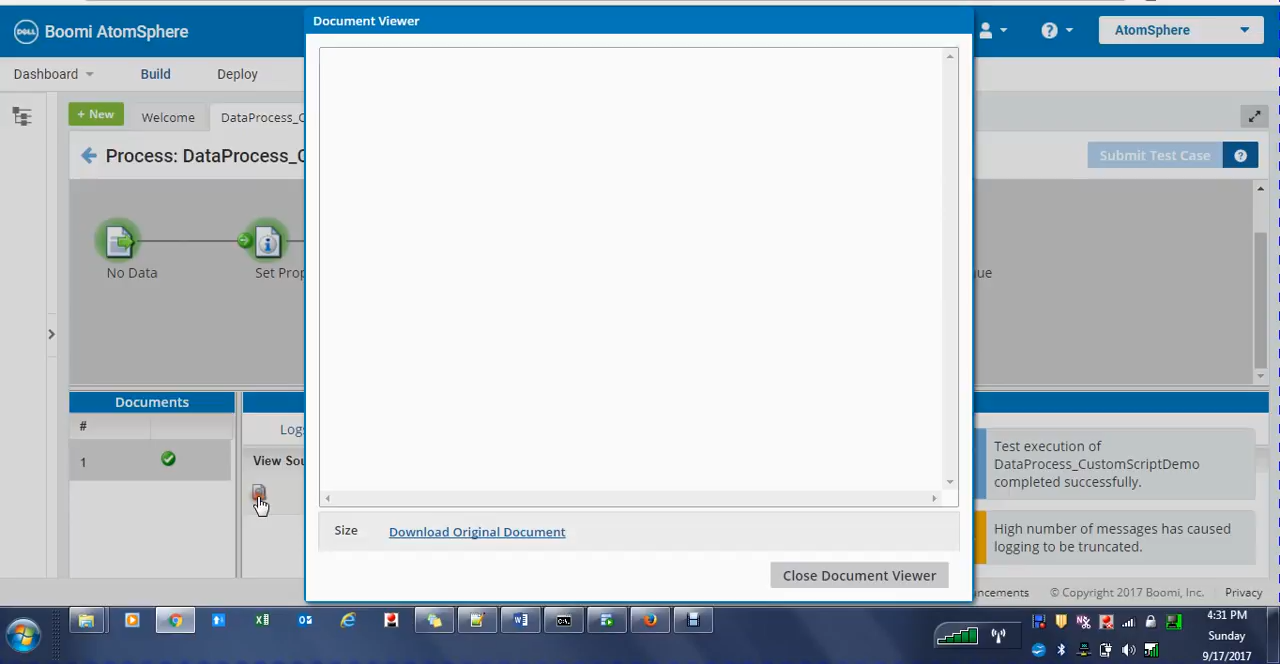 Document Viewer
DELL
Boomi AtomSphere
AtomSphere
Dashboard
Build
Deploy
+ New
Welcome
DataProcess_C
Process: DataProcess_C
Submit Test Case
No Data
Set Prop
ue
Documents
#
Logs
1
View Sou
Test execution of
DataProcess_CustomScriptDemo
completed successfully.
High number of messages has caused
logging to be truncated.
Size
Download Original Document
Close Document Viewer
ncements
© Copyright 2017 Boomi, Inc.
Privacy
4:31 PM
Sunday
9/17/2017